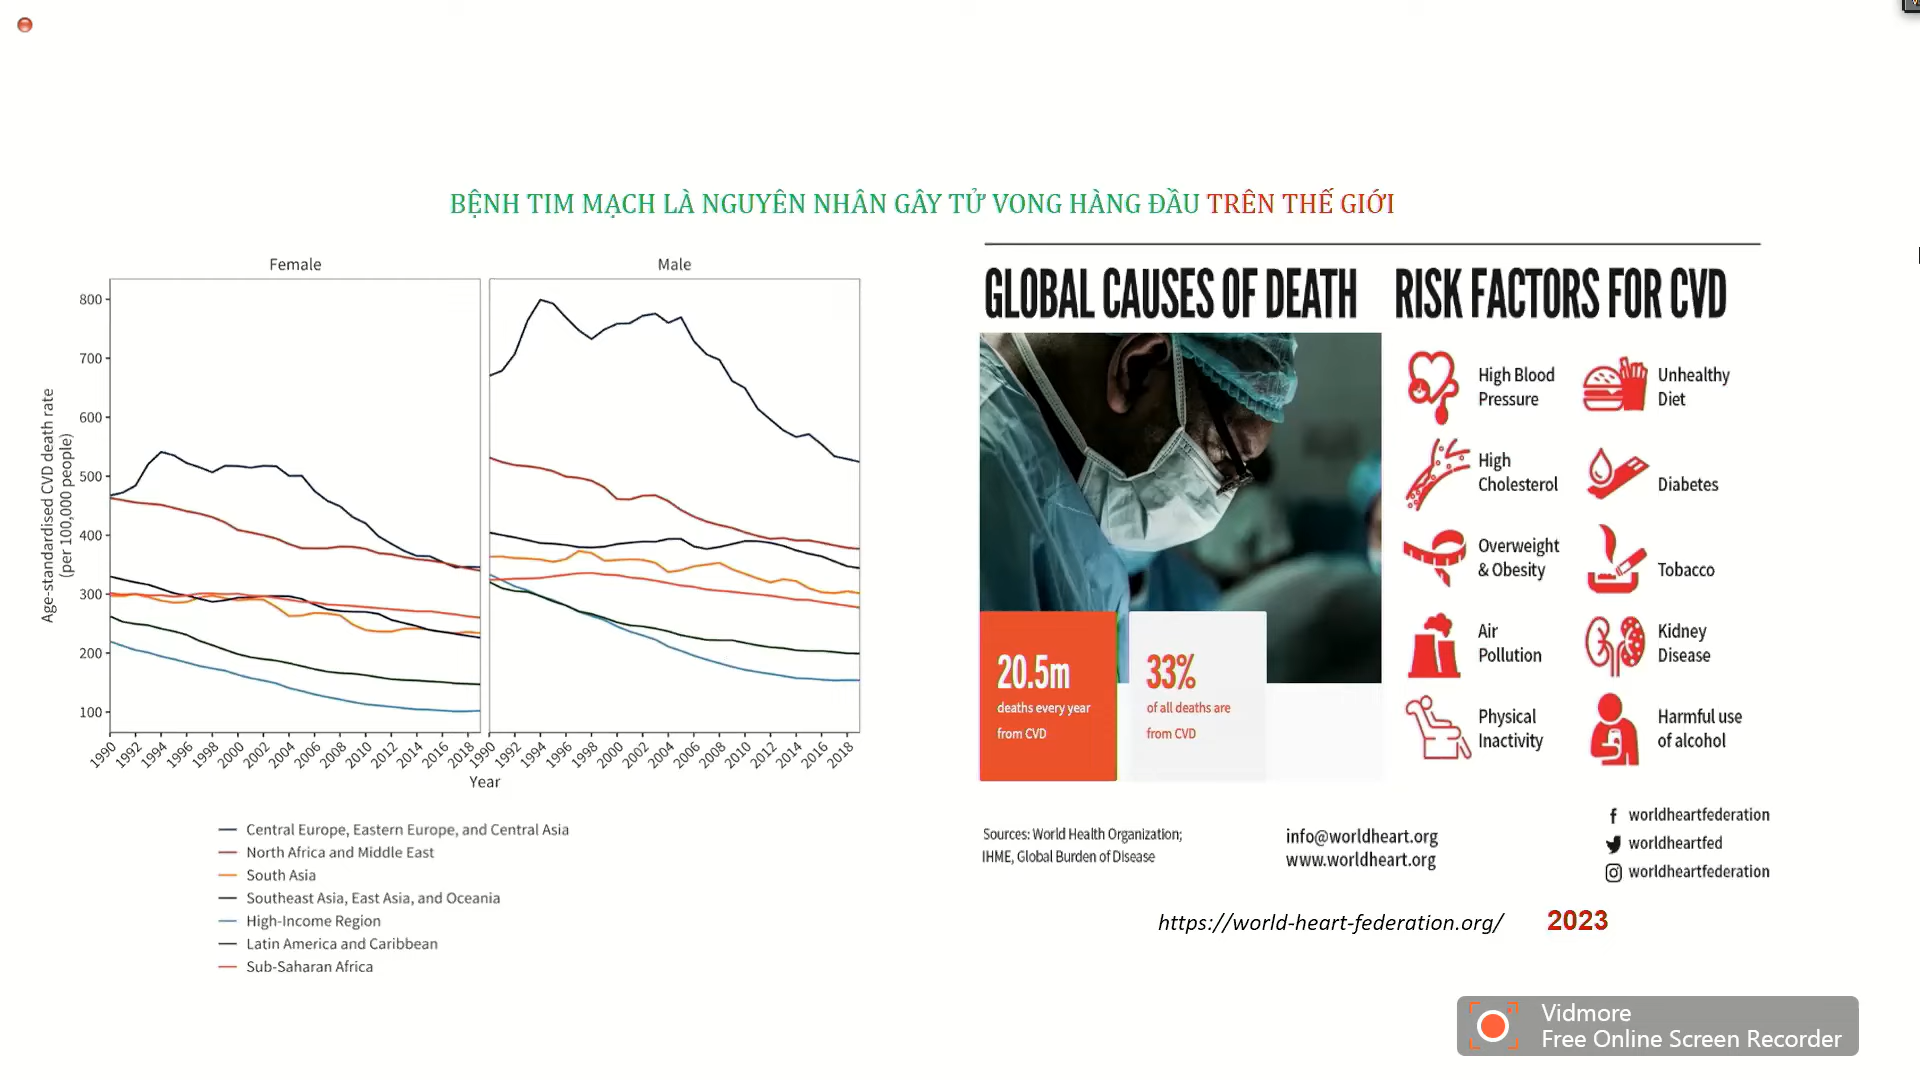 BỆNH TIM MẠCH LÀ NGUYÊN NHÂN GÂY TỬ VONG HÀNG ĐẦU TRÊN THẾ GIỚI
Female
Male
Age-standardised CVD death rate
(per 100,000 people)
800
700
600
500
400
300
200
100
1990 1992 1994 1996 1998 2000 2002 2004 2006 2008 2010 2012 2014 2016 2018
1990 1992 1994 1996 1998 2000 2002 2004 2006 2008 2010 2012 2014 2016 2018
Year
Central Europe, Eastern Europe, and Central Asia
North Africa and Middle East
South Asia
Southeast Asia, East Asia, and Oceania
High-Income Region
Latin America and Caribbean
Sub-Saharan Africa
GLOBAL CAUSES OF DEATH
20.5m
deaths every year
from CVD
33%
of all deaths are
from CVD
RISK FACTORS FOR CVD
High Blood
Pressure
Unhealthy
Diet
High
Cholesterol
Diabetes
Overweight
& Obesity
Tobacco
Air
Pollution
Kidney
Disease
Physical
Inactivity
Harmful use
of alcohol
Sources: World Health Organization;
IHME, Global Burden of Disease
info@worldheart.org
www.worldheart.org
worldheartfederation
worldheartfed
worldheartfederation
https://world-heart-federation.org/ 2023
Vidmore
Free Online Screen Recorder